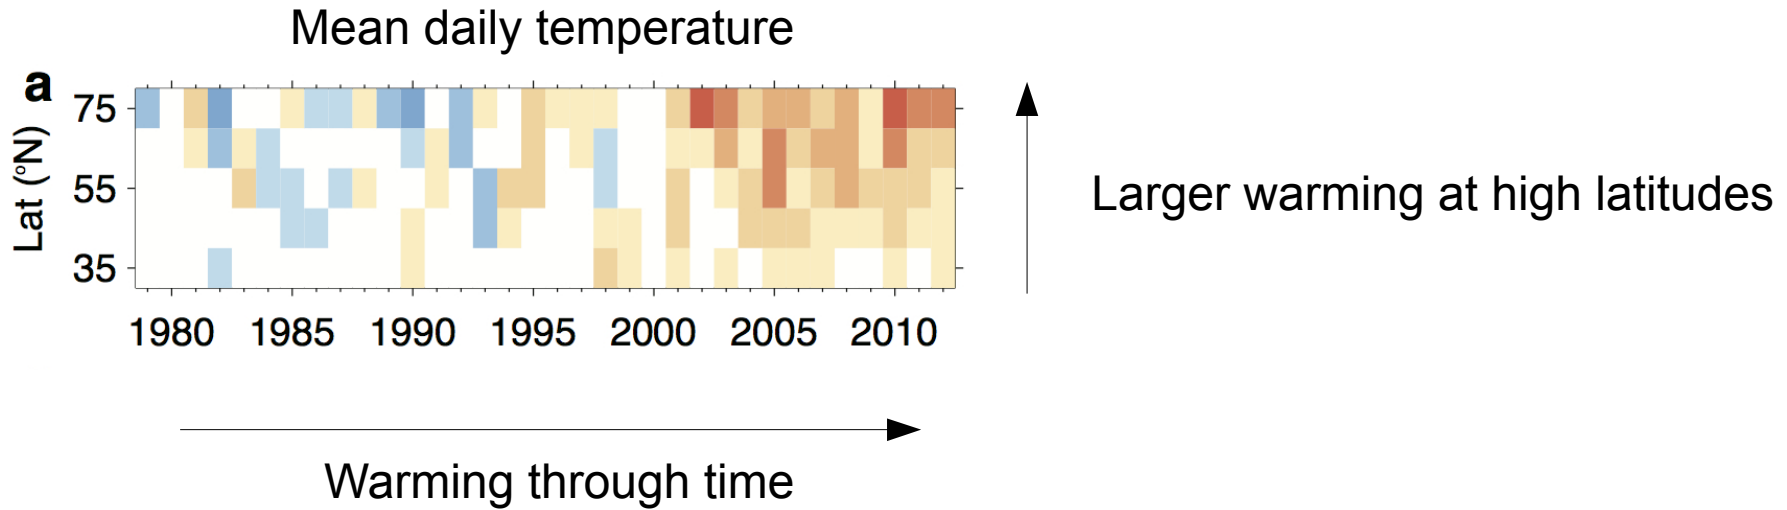 Mean daily temperature
a
75
55
35
Lat (°N)
1980 1985 1990 1995 2000 2005 2010
Larger warming at high latitudes
Warming through time